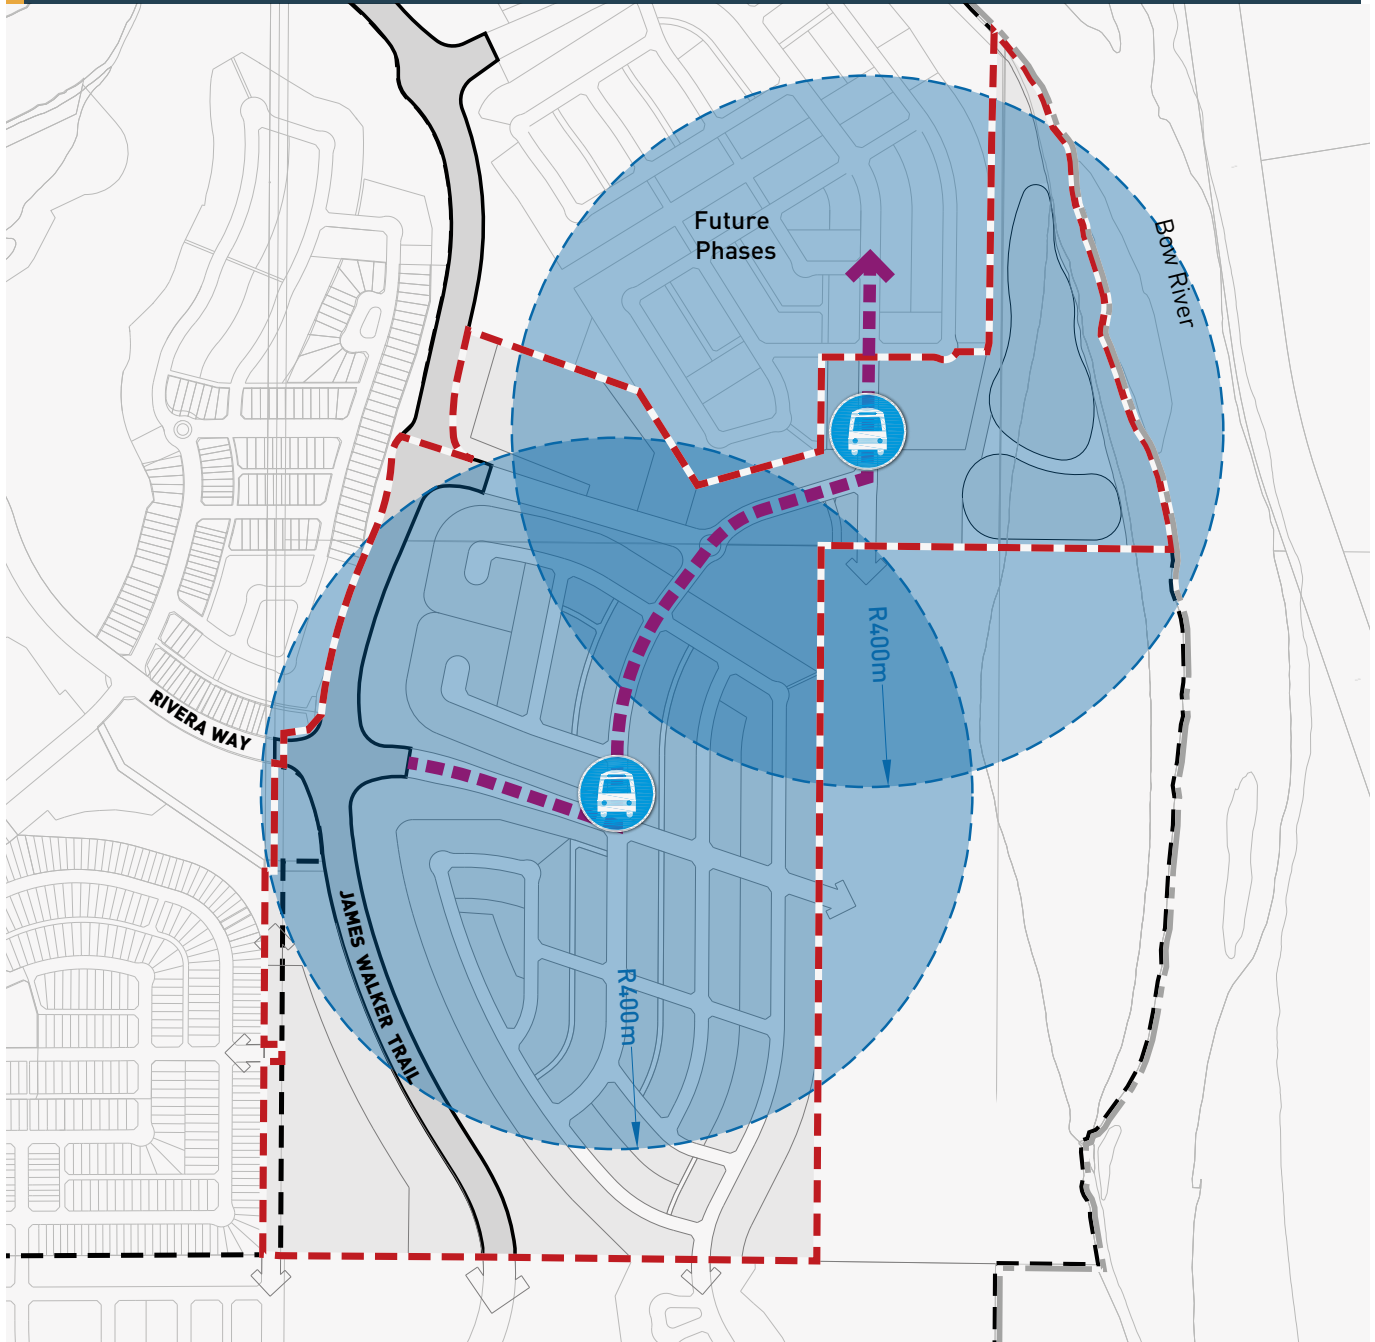 Future
Phases
Bow River
R400m
RIVERA WAY
JAMES WALKER TRAIL
R400m